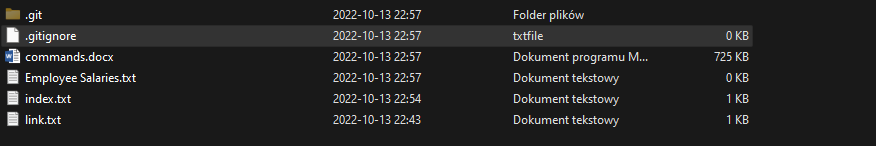 .git 2022-10-13 22:57 Folder plików
.gitignore 2022-10-13 22:57 txtfile 0 KB
commands.docx 2022-10-13 22:57 Dokument programu M... 725 KB
Employee Salaries.txt 2022-10-13 22:57 Dokument tekstowy 0 KB
index.txt 2022-10-13 22:54 Dokument tekstowy 1 KB
link.txt 2022-10-13 22:43 Dokument tekstowy 1 KB